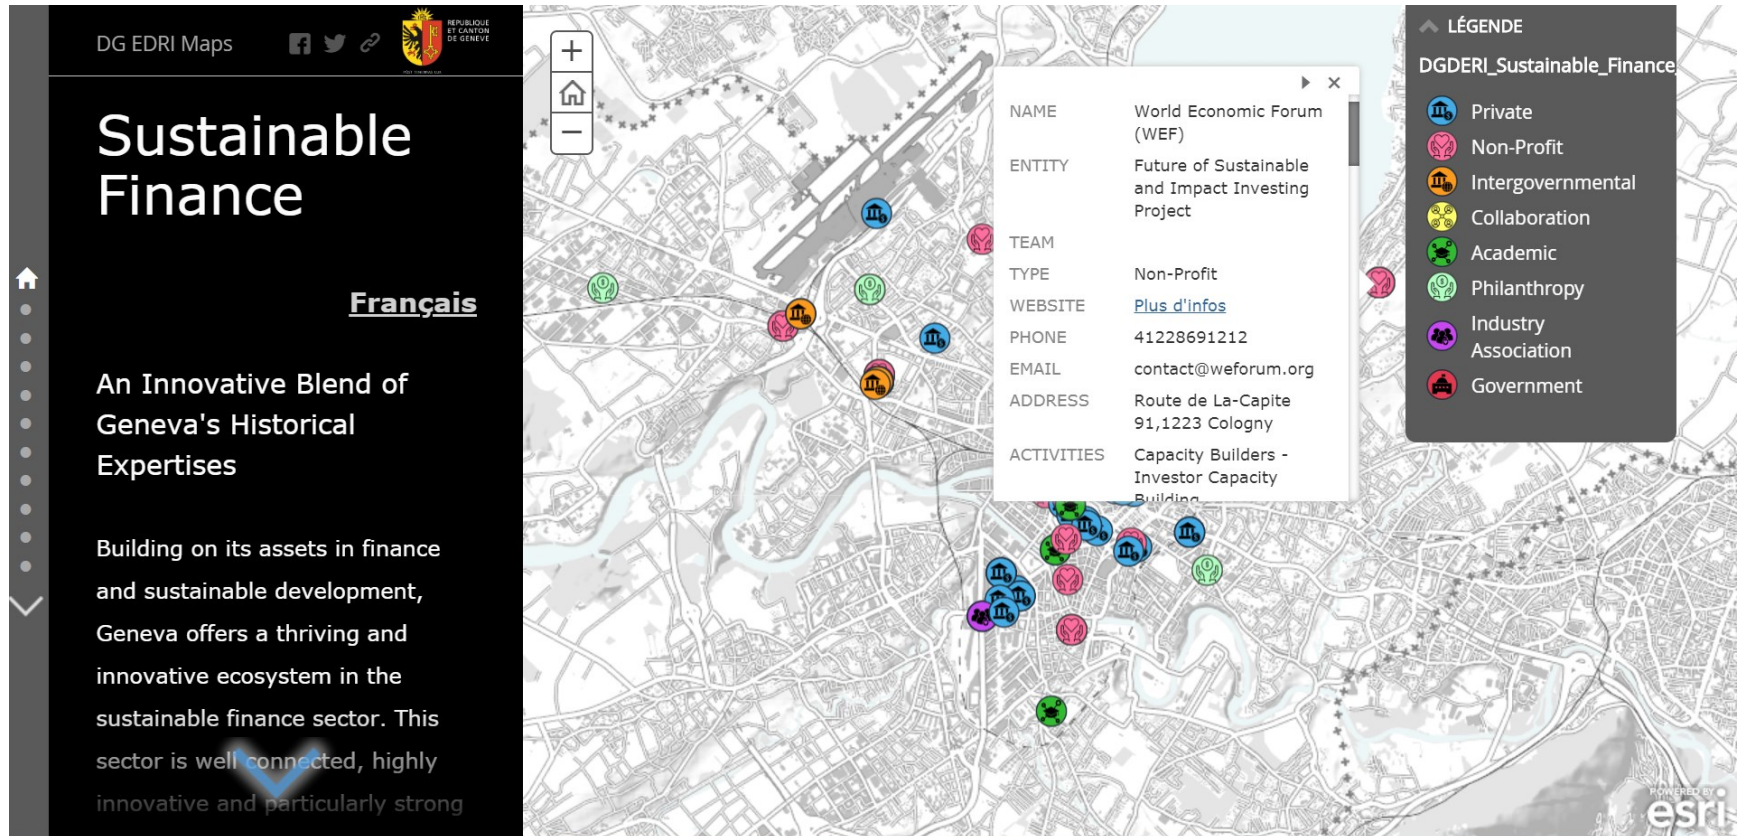 DG EDRI Maps
REPUBLIQUE
ET CANTON
DE GENEVE
Sustainable
Finance
Français
An Innovative Blend of
Geneva's Historical
Expertises
Building on its assets in finance
and sustainable development,
Geneva offers a thriving and
innovative ecosystem in the
sustainable finance sector. This
sector is well connected, highly
innovative and particularly strong
NAME World Economic Forum
(WEF)
ENTITY Future of Sustainable
and Impact Investing
Project
TEAM
TYPE Non-Profit
WEBSITE Plus d'infos
PHONE 41228691212
EMAIL contact@weforum.org
ADDRESS Route de La-Capite
91,1223 Cologny
ACTIVITIES Capacity Builders -
Investor Capacity
Building
LÉGENDE
DGDERI_Sustainable_Finance_
Private
Non-Profit
Intergovernmental
Collaboration
Academic
Philanthropy
Industry
Association
Government
POWERED BY
esri